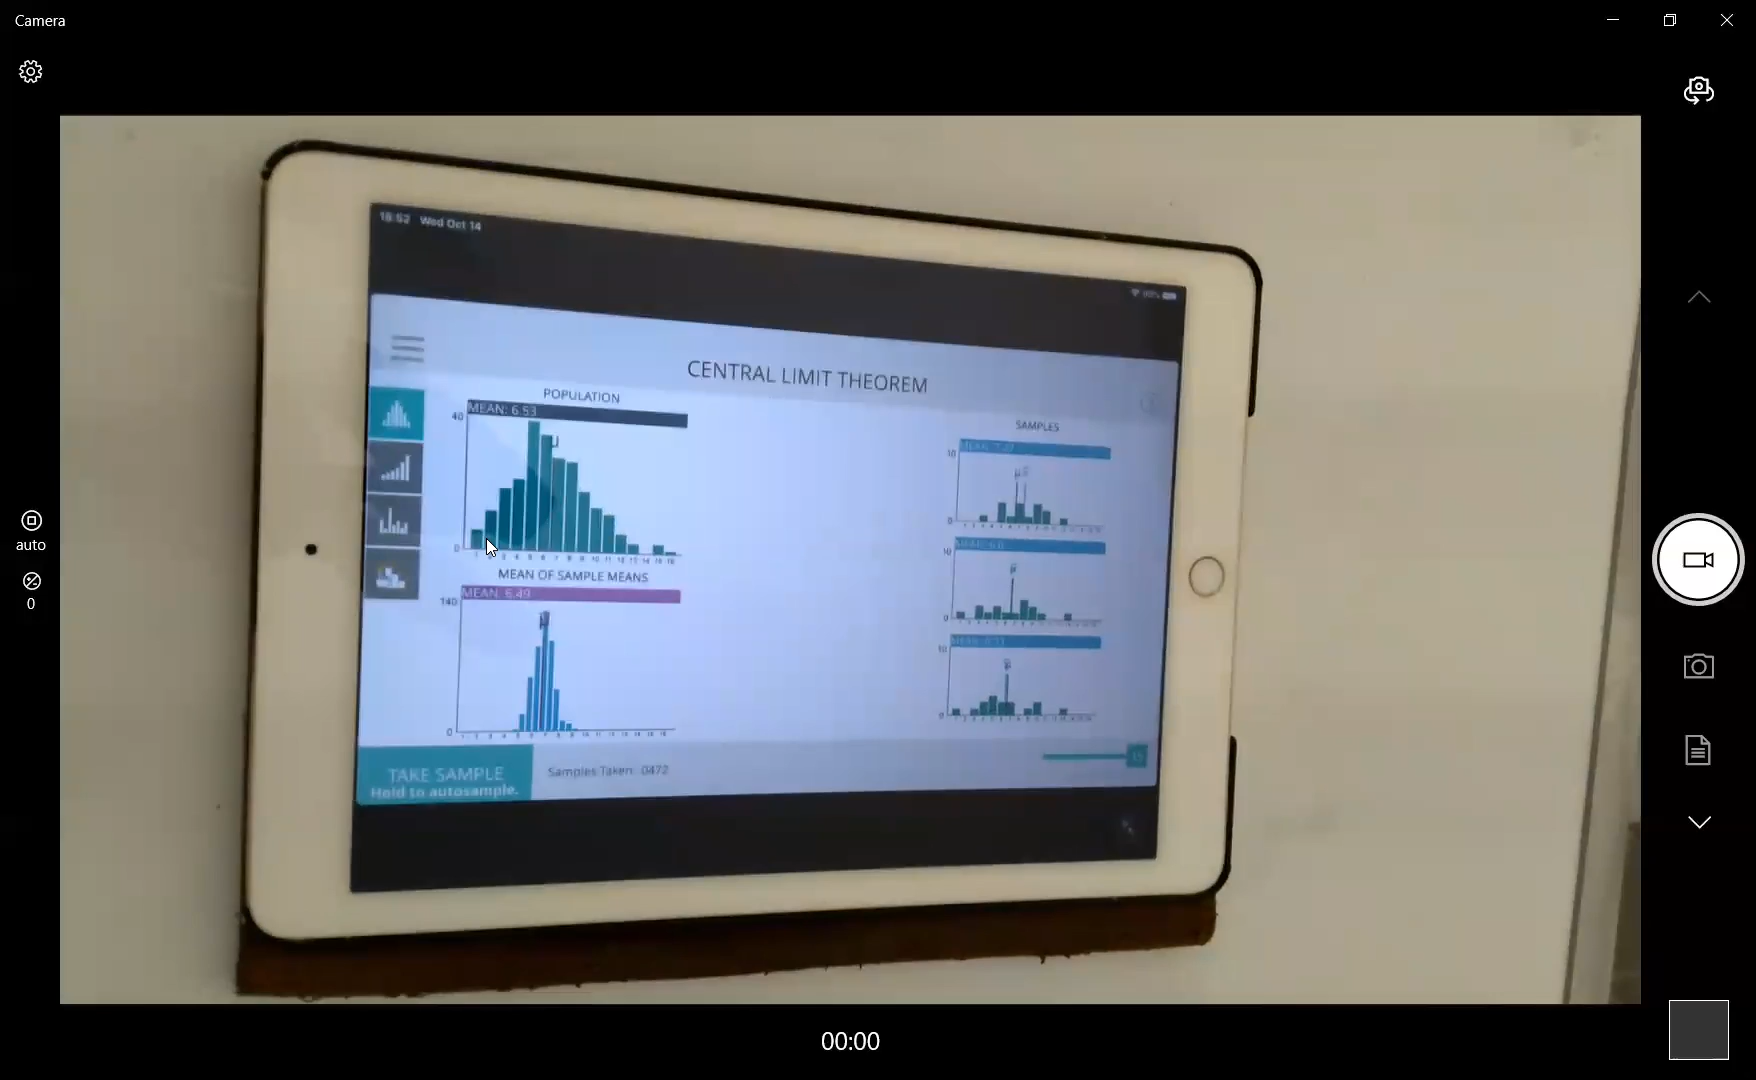 Camera
auto
0
18:52 Wed Oct 14
CENTRAL LIMIT THEOREM
POPULATION
MEAN: 6.53
40
0
MEAN OF SAMPLE MEANS
MEAN: 6.49
140
0
SAMPLES
10
0
10
0
10
0
TAKE SAMPLE
Hold to autosample.
Samples Taken: 0472
15
00:00